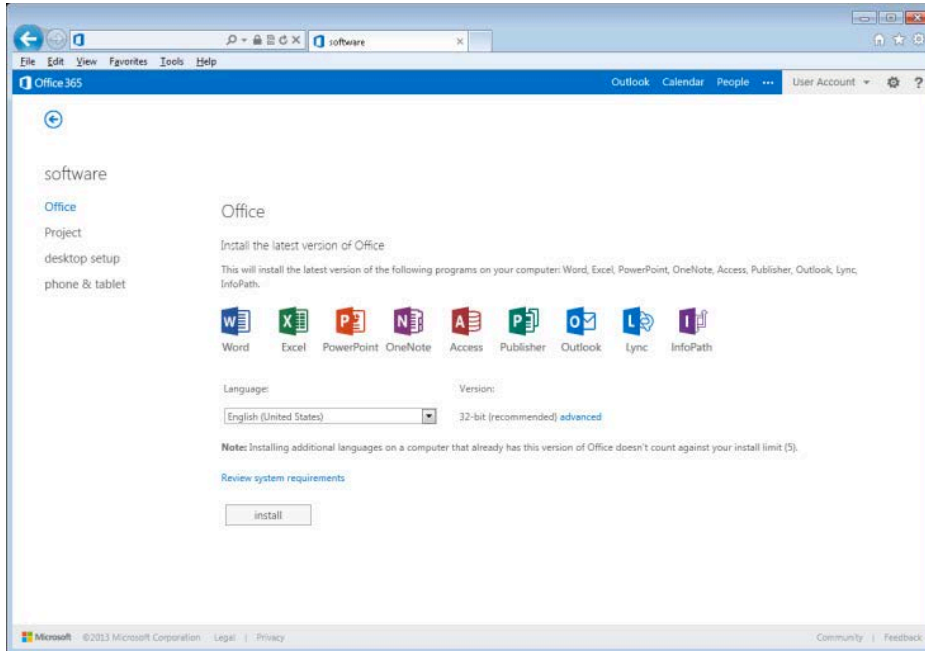 software
File Edit View Favorites Tools Help
Office 365 Outlook Calendar People ••• User Account ?
software
Office
Project
desktop setup
phone & tablet
Office
Install the latest version of Office
This will install the latest version of the following programs on your computer: Word, Excel, PowerPoint, OneNote, Access, Publisher, Outlook, Lync,
InfoPath.
Word Excel PowerPoint OneNote Access Publisher Outlook Lync InfoPath
Language: Version:
English (United States) 32-bit (recommended) advanced
Note: Installing additional languages on a computer that already has this version of Office doesn't count against your install limit (5).
Review system requirements
install
Microsoft ©2013 Microsoft Corporation Legal | Privacy Community | Feedback